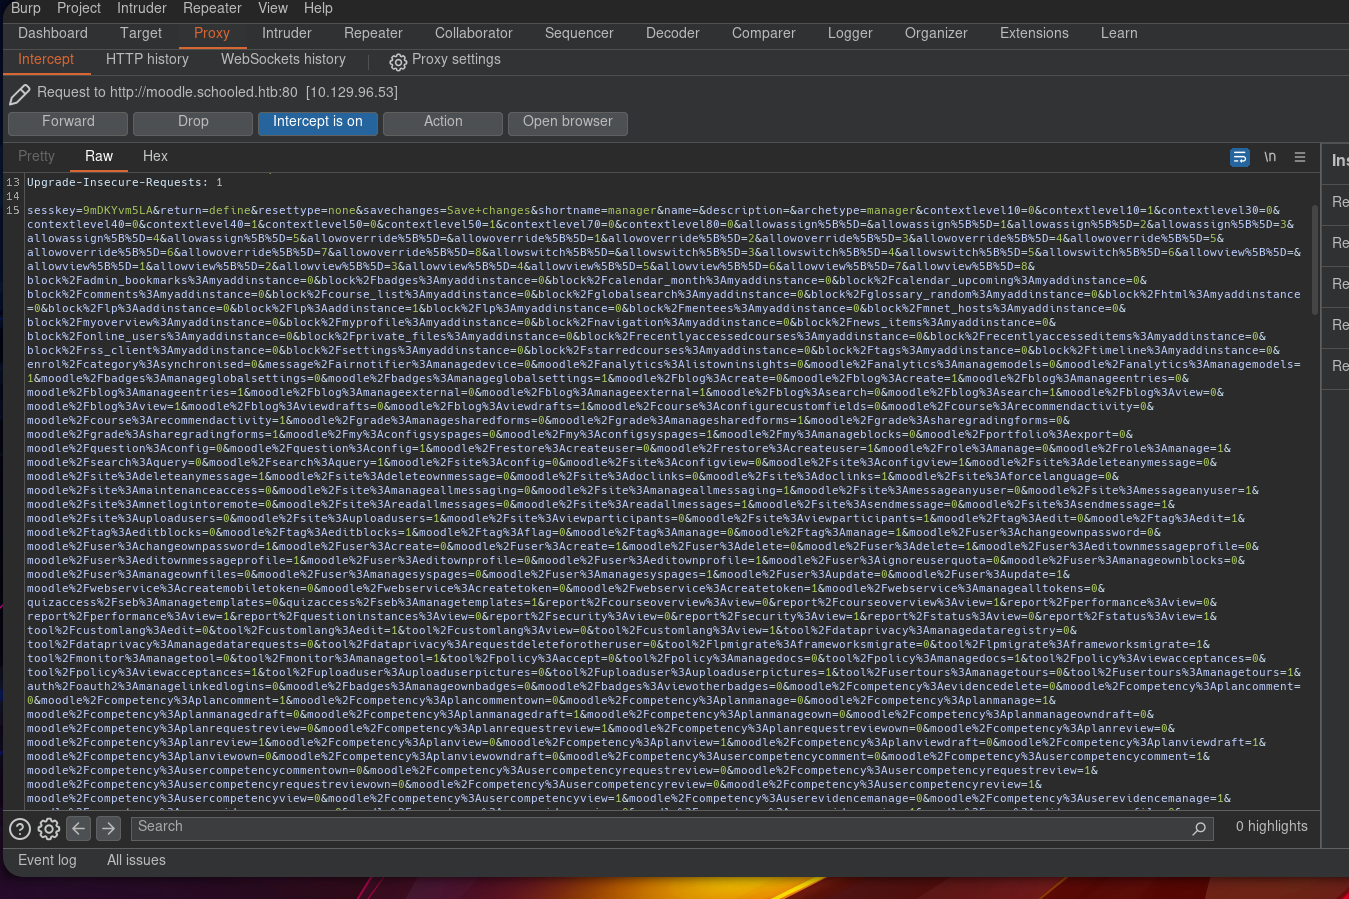 Burp Project Intruder Repeater View Help
Dashboard Target Proxy Intruder Repeater Collaborator Sequencer Decoder Comparer Logger Organizer Extensions Learn
Intercept HTTP history WebSockets history Proxy settings
Request to http://moodle.schooled.htb:80 [10.129.96.53]
Forward Drop Intercept is on Action Open browser
Pretty Raw Hex \n Ins
13 Upgrade-Insecure-Requests: 1
14
15 sesskey=9mDKYvm5LA&return=define&resettype=none&savechanges=Save+changes&shortname=manager&name=&description=&archetype=manager&contextlevel10=0&contextlevel10=1&contextlevel30=0&
contextlevel40=0&contextlevel40=1&contextlevel50=0&contextlevel50=1&contextlevel70=0&contextlevel80=0&allowassign%5B%5D=&allowassign%5B%5D=1&allowassign%5B%5D=2&allowassign%5B%5D=3&
allowassign%5B%5D=4&allowassign%5B%5D=5&allowoverride%5B%5D=&allowoverride%5B%5D=1&allowoverride%5B%5D=2&allowoverride%5B%5D=3&allowoverride%5B%5D=4&allowoverride%5B%5D=5&
allowoverride%5B%5D=6&allowoverride%5B%5D=7&allowoverride%5B%5D=8&allowswitch%5B%5D=&allowswitch%5B%5D=3&allowswitch%5B%5D=4&allowswitch%5B%5D=5&allowswitch%5B%5D=6&allowview%5B%5D=&
allowview%5B%5D=1&allowview%5B%5D=2&allowview%5B%5D=3&allowview%5B%5D=4&allowview%5B%5D=5&allowview%5B%5D=6&allowview%5B%5D=7&allowview%5B%5D=8&
block%2Fadmin_bookmarks%3Amyaddinstance=0&block%2Fbadges%3Amyaddinstance=0&block%2Fcalendar_month%3Amyaddinstance=0&block%2Fcalendar_upcoming%3Amyaddinstance=0&
block%2Fcomments%3Amyaddinstance=0&block%2Fcourse_list%3Amyaddinstance=0&block%2Fglobalsearch%3Amyaddinstance=0&block%2Fglossary_random%3Amyaddinstance=0&block%2Fhtml%3Amyaddinstance
=0&block%2Flp%3Aaddinstance=0&block%2Flp%3Aaddinstance=1&block%2Flp%3Amyaddinstance=0&block%2Fmentees%3Amyaddinstance=0&block%2Fmnet_hosts%3Amyaddinstance=0&
block%2Fmyoverview%3Amyaddinstance=0&block%2Fmyprofile%3Amyaddinstance=0&block%2Fnavigation%3Amyaddinstance=0&block%2Fnews_items%3Amyaddinstance=0&
block%2Fonline_users%3Amyaddinstance=0&block%2Fprivate_files%3Amyaddinstance=0&block%2Frecentlyaccessedcourses%3Amyaddinstance=0&block%2Frecentlyaccesseditems%3Amyaddinstance=0&
block%2Frss_client%3Amyaddinstance=0&block%2Fsettings%3Amyaddinstance=0&block%2Fstarredcourses%3Amyaddinstance=0&block%2Ftags%3Amyaddinstance=0&block%2Ftimeline%3Amyaddinstance=0&
enrol%2Fcategory%3Asynchronised=0&message%2Fairnotifier%3Amanagedevice=0&moodle%2Fanalytics%3Alistowninsights=0&moodle%2Fanalytics%3Amanagemodels=0&moodle%2Fanalytics%3Amanagemodels=
1&moodle%2Fbadges%3Amanageglobalsettings=0&moodle%2Fbadges%3Amanageglobalsettings=1&moodle%2Fblog%3Acreate=0&moodle%2Fblog%3Acreate=1&moodle%2Fblog%3Amanageentries=0&
moodle%2Fblog%3Amanageentries=1&moodle%2Fblog%3Amanageexternal=0&moodle%2Fblog%3Amanageexternal=1&moodle%2Fblog%3Asearch=0&moodle%2Fblog%3Asearch=1&moodle%2Fblog%3Aview=0&
moodle%2Fblog%3Aview=1&moodle%2Fblog%3Aviewdrafts=0&moodle%2Fblog%3Aviewdrafts=1&moodle%2Fcourse%3Aconfigurecustomfields=0&moodle%2Fcourse%3Arecommendactivity=0&
moodle%2Fcourse%3Arecommendactivity=1&moodle%2Fgrade%3Amanagesharedforms=0&moodle%2Fgrade%3Amanagesharedforms=1&moodle%2Fgrade%3Asharegradingforms=0&
moodle%2Fgrade%3Asharegradingforms=1&moodle%2Fmy%3Aconfigsyspages=0&moodle%2Fmy%3Aconfigsyspages=1&moodle%2Fmy%3Amanageblocks=0&moodle%2Fportfolio%3Aexport=0&
moodle%2Fquestion%3Aconfig=0&moodle%2Fquestion%3Aconfig=1&moodle%2Frestore%3Acreateuser=0&moodle%2Frestore%3Acreateuser=1&moodle%2Frole%3Amanage=0&moodle%2Frole%3Amanage=1&
moodle%2Fsearch%3Aquery=0&moodle%2Fsearch%3Aquery=1&moodle%2Fsite%3Aconfig=0&moodle%2Fsite%3Aconfigview=0&moodle%2Fsite%3Aconfigview=1&moodle%2Fsite%3Adeleteanymessage=0&
moodle%2Fsite%3Adeleteanymessage=1&moodle%2Fsite%3Adeleteownmessage=0&moodle%2Fsite%3Adoclinks=0&moodle%2Fsite%3Adoclinks=1&moodle%2Fsite%3Aforcelanguage=0&
moodle%2Fsite%3Amaintenanceaccess=0&moodle%2Fsite%3Amanageallmessaging=0&moodle%2Fsite%3Amanageallmessaging=1&moodle%2Fsite%3Amessageanyuser=0&moodle%2Fsite%3Amessageanyuser=1&
moodle%2Fsite%3Amnetlogintoremote=0&moodle%2Fsite%3Areadallmessages=0&moodle%2Fsite%3Areadallmessages=1&moodle%2Fsite%3Asendmessage=0&moodle%2Fsite%3Asendmessage=1&
moodle%2Fsite%3Auploadusers=0&moodle%2Fsite%3Auploadusers=1&moodle%2Fsite%3Aviewparticipants=0&moodle%2Fsite%3Aviewparticipants=1&moodle%2Ftag%3Aedit=0&moodle%2Ftag%3Aedit=1&
moodle%2Ftag%3Aeditblocks=0&moodle%2Ftag%3Aeditblocks=1&moodle%2Ftag%3Aflag=0&moodle%2Ftag%3Amanage=0&moodle%2Ftag%3Amanage=1&moodle%2Fuser%3Achangeownpassword=0&
moodle%2Fuser%3Achangeownpassword=1&moodle%2Fuser%3Acreate=0&moodle%2Fuser%3Acreate=1&moodle%2Fuser%3Adelete=0&moodle%2Fuser%3Adelete=1&moodle%2Fuser%3Aeditownmessageprofile=0&
moodle%2Fuser%3Aeditownmessageprofile=1&moodle%2Fuser%3Aeditownprofile=0&moodle%2Fuser%3Aeditownprofile=1&moodle%2Fuser%3Aignoreuserquota=0&moodle%2Fuser%3Amanageownblocks=0&
moodle%2Fuser%3Amanageownfiles=0&moodle%2Fuser%3Amanagesyspages=0&moodle%2Fuser%3Amanagesyspages=1&moodle%2Fuser%3Aupdate=0&moodle%2Fuser%3Aupdate=1&
moodle%2Fwebservice%3Acreatemobiletoken=0&moodle%2Fwebservice%3Acreatetoken=0&moodle%2Fwebservice%3Acreatetoken=1&moodle%2Fwebservice%3Amanagealltokens=0&
quizaccess%2Fseb%3Amanagetemplates=0&quizaccess%2Fseb%3Amanagetemplates=1&report%2Fcourseoverview%3Aview=0&report%2Fcourseoverview%3Aview=1&report%2Fperformance%3Aview=0&
report%2Fperformance%3Aview=1&report%2Fquestioninstances%3Aview=0&report%2Fsecurity%3Aview=0&report%2Fsecurity%3Aview=1&report%2Fstatus%3Aview=0&report%2Fstatus%3Aview=1&
tool%2Fcustomlang%3Aedit=0&tool%2Fcustomlang%3Aedit=1&tool%2Fcustomlang%3Aview=0&tool%2Fcustomlang%3Aview=1&tool%2Fdataprivacy%3Amanagedataregistry=0&
tool%2Fdataprivacy%3Amanagedatarequests=0&tool%2Fdataprivacy%3Arequestdeleteforotheruser=0&tool%2Flpmigrate%3Aframeworksmigrate=0&tool%2Flpmigrate%3Aframeworksmigrate=1&
tool%2Fmonitor%3Amanagetool=0&tool%2Fmonitor%3Amanagetool=1&tool%2Fpolicy%3Aaccept=0&tool%2Fpolicy%3Amanagedocs=0&tool%2Fpolicy%3Amanagedocs=1&tool%2Fpolicy%3Aviewacceptances=0&
tool%2Fpolicy%3Aviewacceptances=1&tool%2Fuploaduser%3Auploaduserpictures=0&tool%2Fuploaduser%3Auploaduserpictures=1&tool%2Fusertours%3Amanagetours=0&tool%2Fusertours%3Amanagetours=1&
auth%2Foauth2%3Amanagelinkedlogins=0&moodle%2Fbadges%3Amanageownbadges=0&moodle%2Fbadges%3Aviewotherbadges=0&moodle%2Fcompetency%3Aevidencedelete=0&moodle%2Fcompetency%3Aplancomment=
0&moodle%2Fcompetency%3Aplancomment=1&moodle%2Fcompetency%3Aplancommentown=0&moodle%2Fcompetency%3Aplanmanage=0&moodle%2Fcompetency%3Aplanmanage=1&
moodle%2Fcompetency%3Aplanmanagedraft=0&moodle%2Fcompetency%3Aplanmanagedraft=1&moodle%2Fcompetency%3Aplanmanageown=0&moodle%2Fcompetency%3Aplanmanageowndraft=0&
moodle%2Fcompetency%3Aplanrequestreview=0&moodle%2Fcompetency%3Aplanrequestreview=1&moodle%2Fcompetency%3Aplanrequestreviewown=0&moodle%2Fcompetency%3Aplanreview=0&
moodle%2Fcompetency%3Aplanreview=1&moodle%2Fcompetency%3Aplanview=0&moodle%2Fcompetency%3Aplanview=1&moodle%2Fcompetency%3Aplanviewdraft=0&moodle%2Fcompetency%3Aplanviewdraft=1&
moodle%2Fcompetency%3Aplanviewown=0&moodle%2Fcompetency%3Aplanviewowndraft=0&moodle%2Fcompetency%3Ausercompetencycomment=0&moodle%2Fcompetency%3Ausercompetencycomment=1&
moodle%2Fcompetency%3Ausercompetencycommentown=0&moodle%2Fcompetency%3Ausercompetencyrequestreview=0&moodle%2Fcompetency%3Ausercompetencyrequestreview=1&
moodle%2Fcompetency%3Ausercompetencyrequestreviewown=0&moodle%2Fcompetency%3Ausercompetencyreview=0&moodle%2Fcompetency%3Ausercompetencyreview=1&
moodle%2Fcompetency%3Ausercompetencyview=0&moodle%2Fcompetency%3Ausercompetencyview=1&moodle%2Fcompetency%3Auserevidencemanage=0&moodle%2Fcompetency%3Auserevidencemanage=1&
Re
Re
Re
Re
Re
Search 0 highlights
Event log All issues